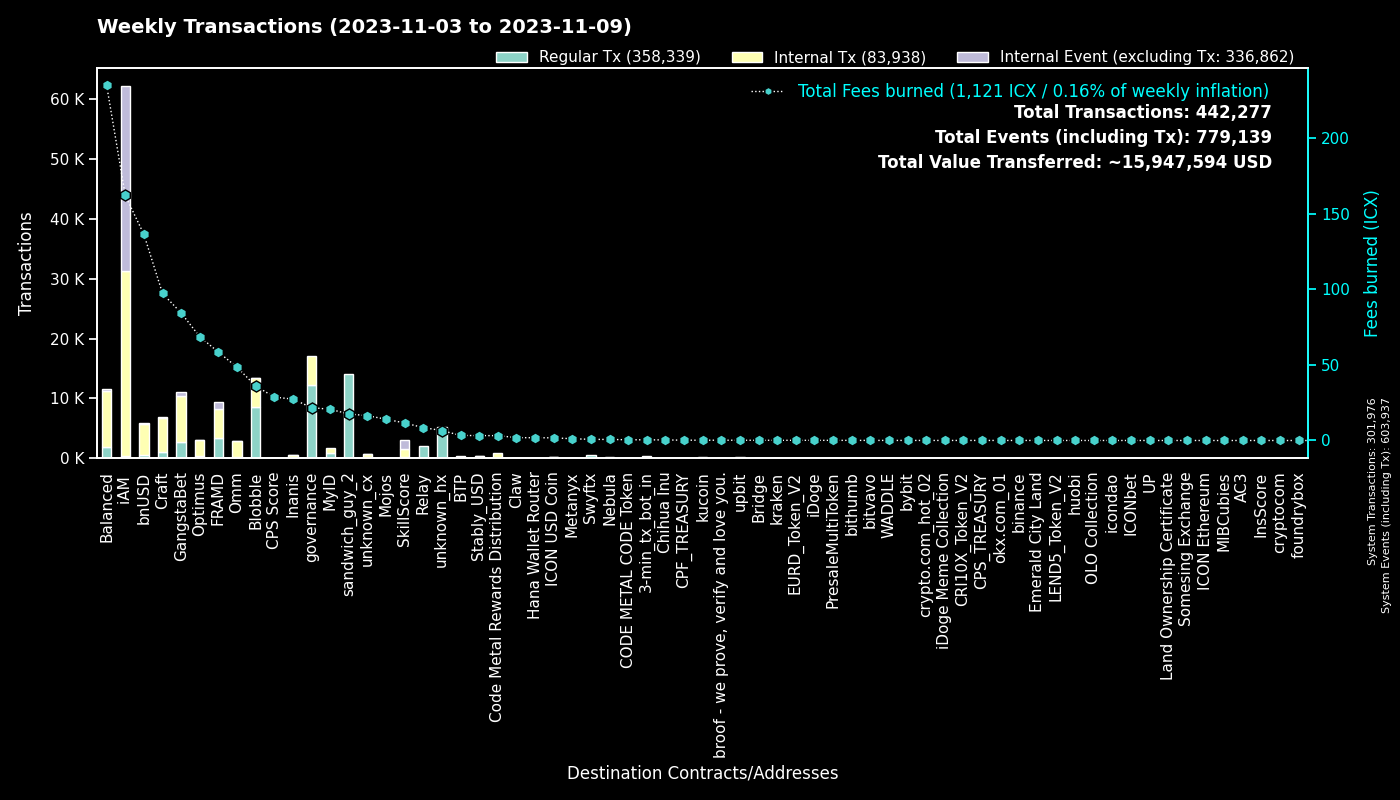 Weekly Transactions (2023-11-03 to 2023-11-09)
Regular Tx (358,339)
Internal Tx (83,938)
Internal Event (excluding Tx: 336,862)
Total Fees burned (1,121 ICX / 0.16% of weekly inflation)
Total Transactions: 442,277
Total Events (including Tx): 779,139
Total Value Transferred: ~15,947,594 USD
Transactions
60 K
50 K
40 K
30 K
20 K
10 K
0 K
200
150
100
50
0
Fees burned (ICX)
System Transactions: 301,976
System Events (including Tx): 603,937
Balanced
iAM
bnUSD
Craft
GangstaBet
Optimus
FRAMD
Omm
Blobble
CPS Score
Inanis
governance
MyID
sandwich_guy_2
unknown_cx
Mojos
SkillScore
Relay
unknown_hx
BTP
Stably_USD
Code Metal Rewards Distribution
Claw
Hana Wallet Router
ICON USD Coin
Metanyx
Swyftx
Nebula
CODE METAL CODE Token
3-min_tx_bot_in
Chihua Inu
CPF_TREASURY
kucoin
broof - we prove, verify and love you.
upbit
Bridge
kraken
EURD_Token_V2
iDoge
PresaleMultiToken
bithumb
bitvavo
WADDLE
bybit
crypto.com_hot_02
iDoge Meme Collection
CRI10X_Token_V2
CPS_TREASURY
okx.com_01
binance
Emerald City Land
LEND5_Token_V2
huobi
OLO Collection
icondao
ICONbet
UP
Land Ownership Certificate
Somesing Exchange
ICON Ethereum
MIBCubies
AC3
InsScore
cryptocom
foundrybox
Destination Contracts/Addresses